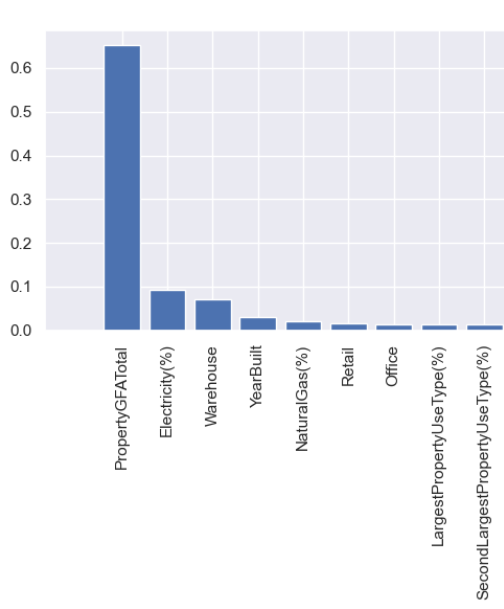 0.6
0.5
0.4
0.3
0.2
0.1
0.0
PropertyGFATotal
Electricity(%)
Warehouse
YearBuilt
NaturalGas(%)
Retail
Office
LargestPropertyUseType(%)
SecondLargestPropertyUseType(%)